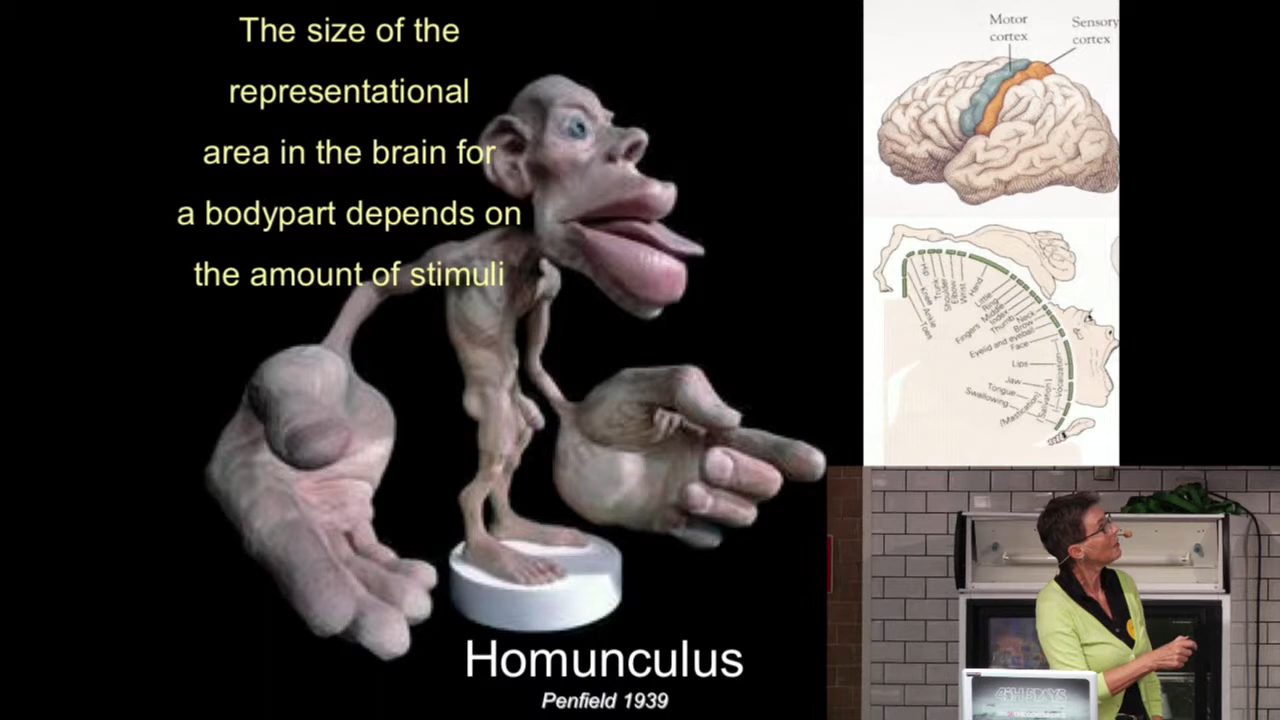 The size of the
representational
area in the brain for
a bodypart depends on
the amount of stimuli
Homunculus
Penfield 1939
Motor
cortex
Sensory
cortex
Hip
Knee
Ankle
Toes
Trunk
Shoulder
Elbow
Wrist
Hand
Little
Ring
Middle
Index
Thumb
Fingers
Neck
Brow
Eyelid and eyeball
Face
Lips
Vocalization
Jaw
Tongue
Swallowing
Mastication
Salivation